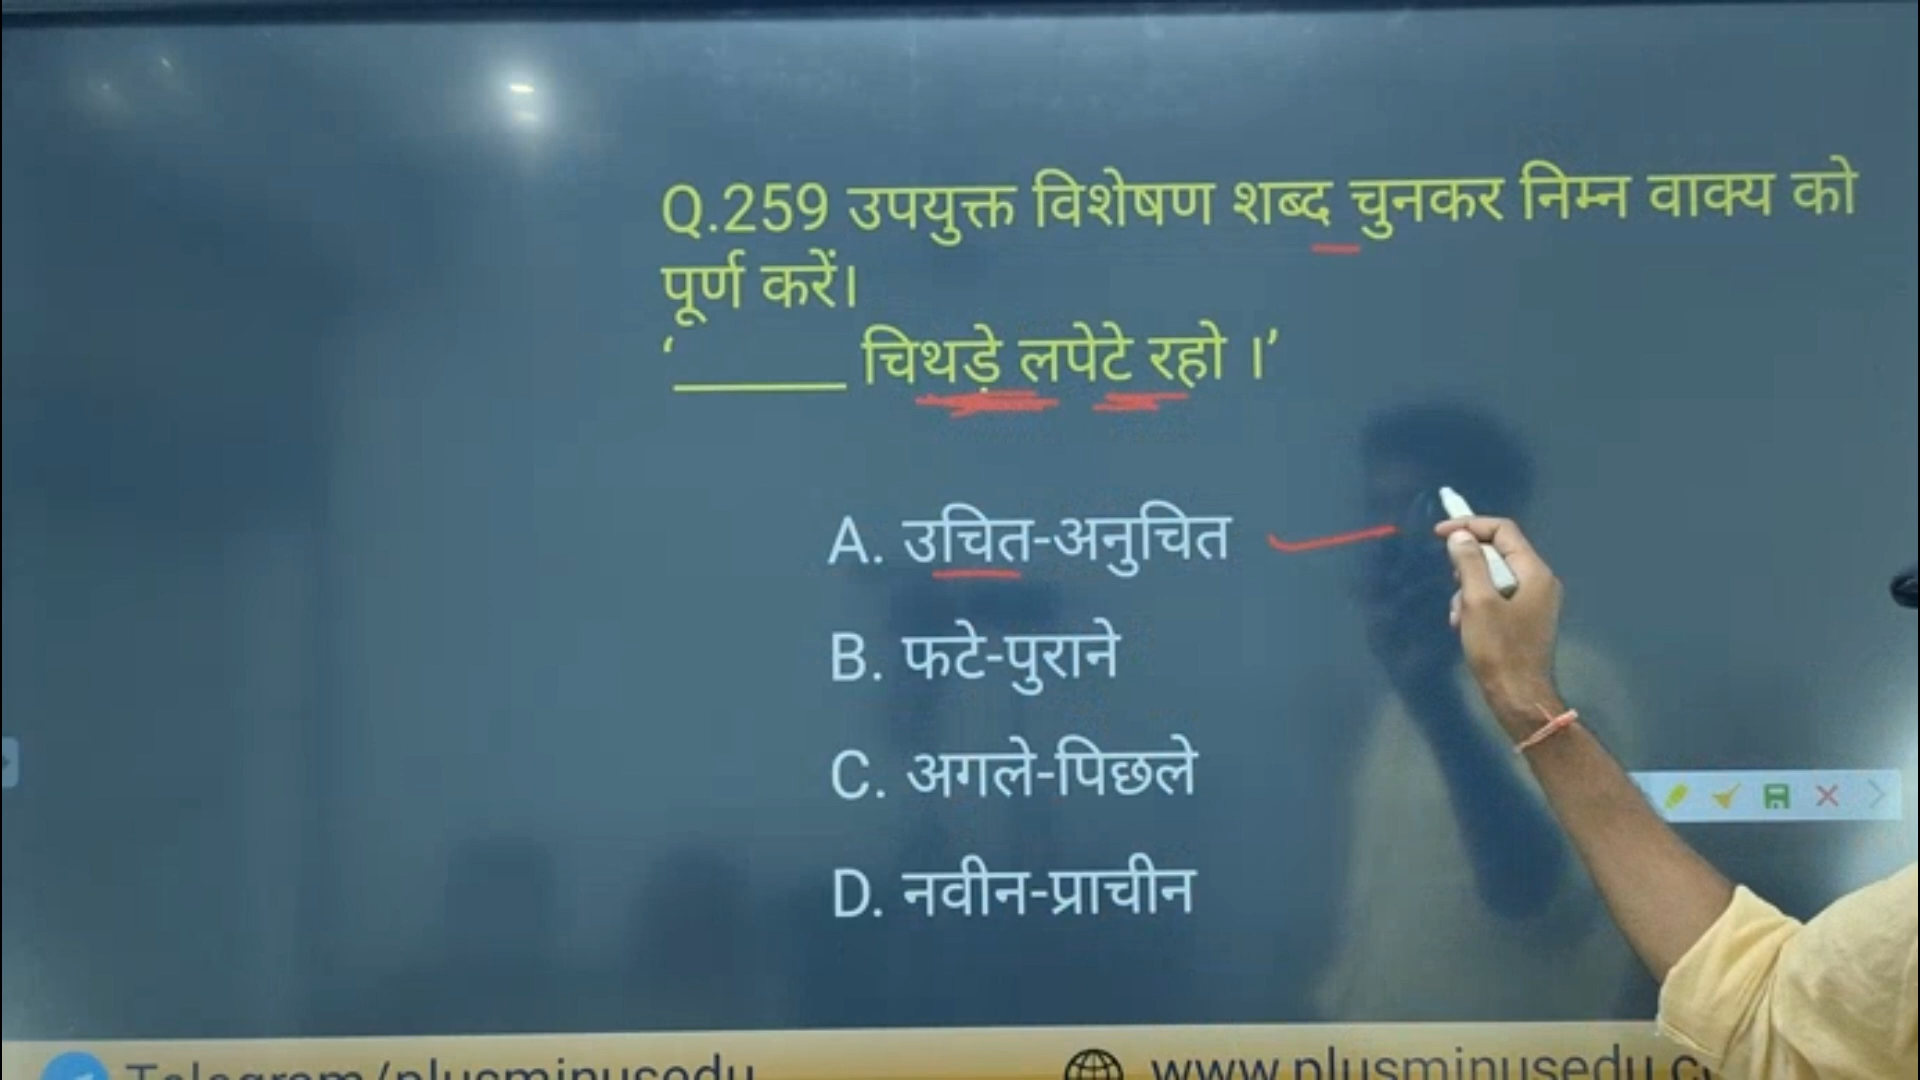 Q.259 उपयुक्त विशेषण शब्द चुनकर निम्न वाक्य को
पूर्ण करें।
‘______ चिथड़े लपेटे रहो ।’
A. उचित-अनुचित
B. फटे-पुराने
C. अगले-पिछले
D. नवीन-प्राचीन
Telegram/plusminusedu
www.plusminusedu.c